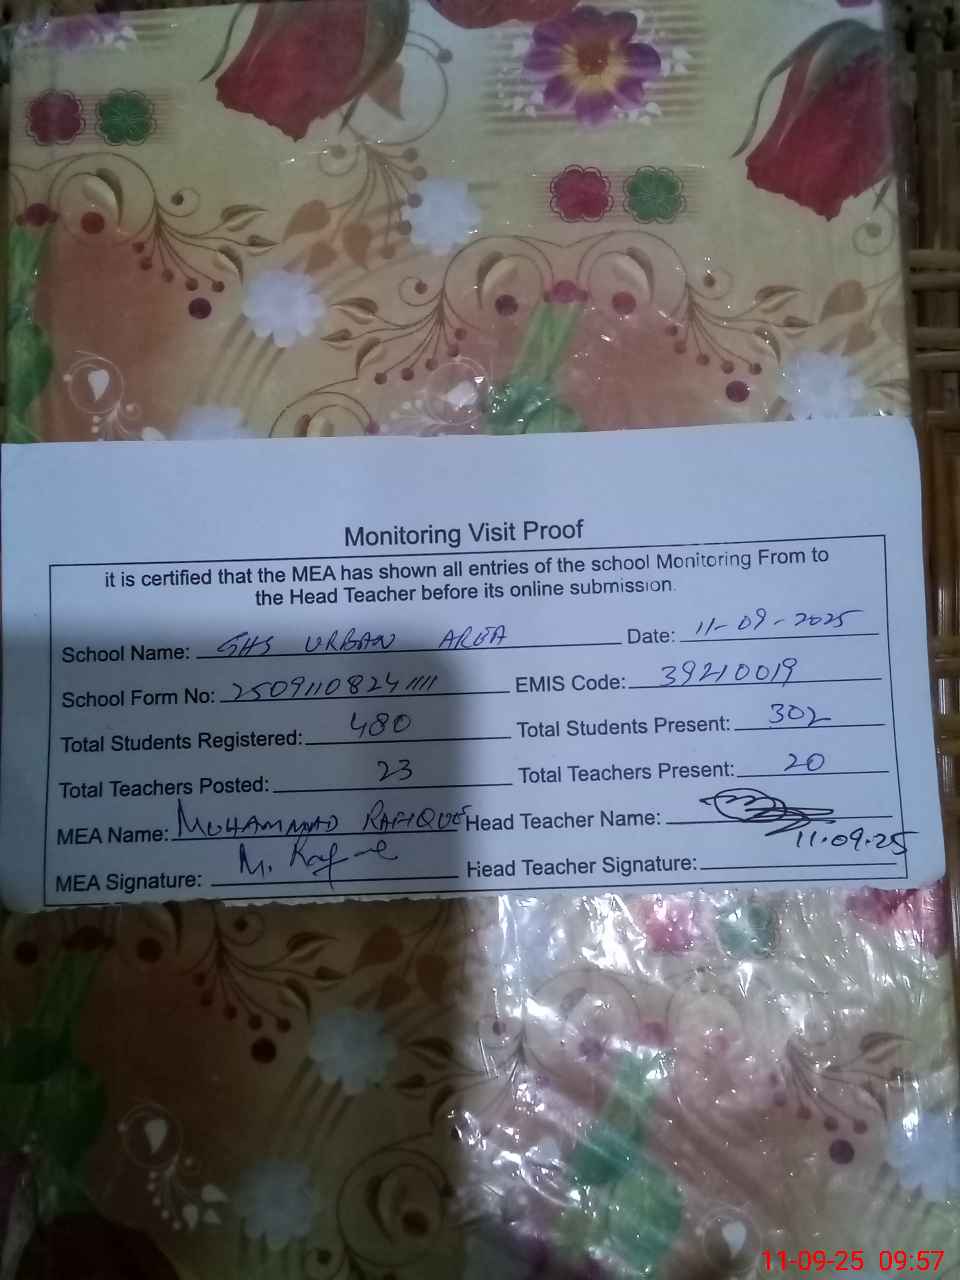 Monitoring Visit Proof
it is certified that the MEA has shown all entries of the school Monitoring From to
the Head Teacher before its online submission.
School Name: GHS URBAN AREA Date: 11-09-2025
School Form No: 2509110824 EMIS Code: 39210019
Total Students Registered: 480 Total Students Present: 302
Total Teachers Posted: 23 Total Teachers Present: 20
MEA Name: MUHAMMAD RAFIQUE Head Teacher Name:
11.09.25
MEA Signature: M. Head Teacher Signature:
11-09-25 09:57